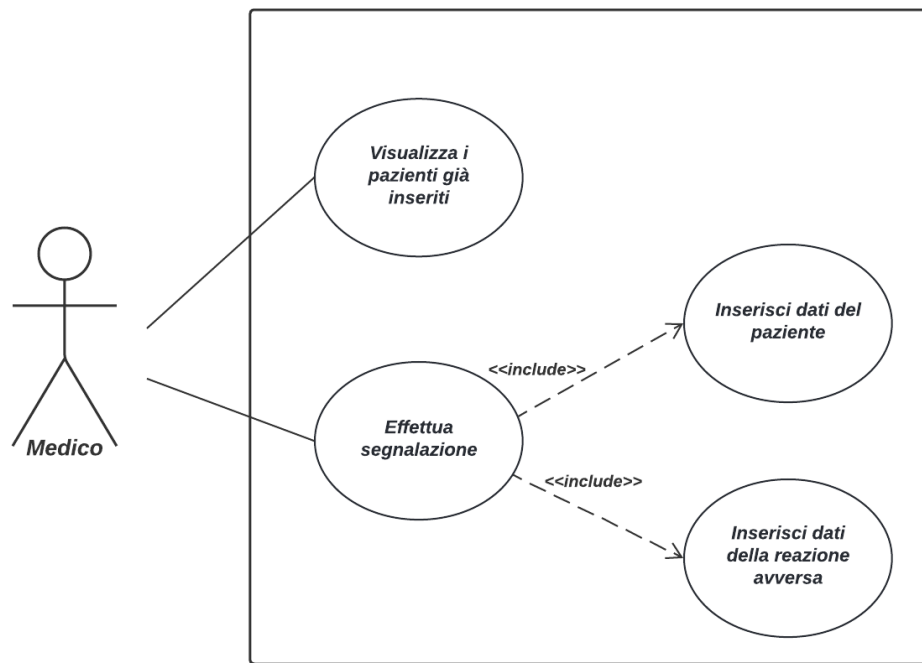 Visualizza i
pazienti già
inseriti
Inserisci dati del
paziente
<<include>>
Effettua
segnalazione
Medico
<<include>>
Inserisci dati
della reazione
avversa